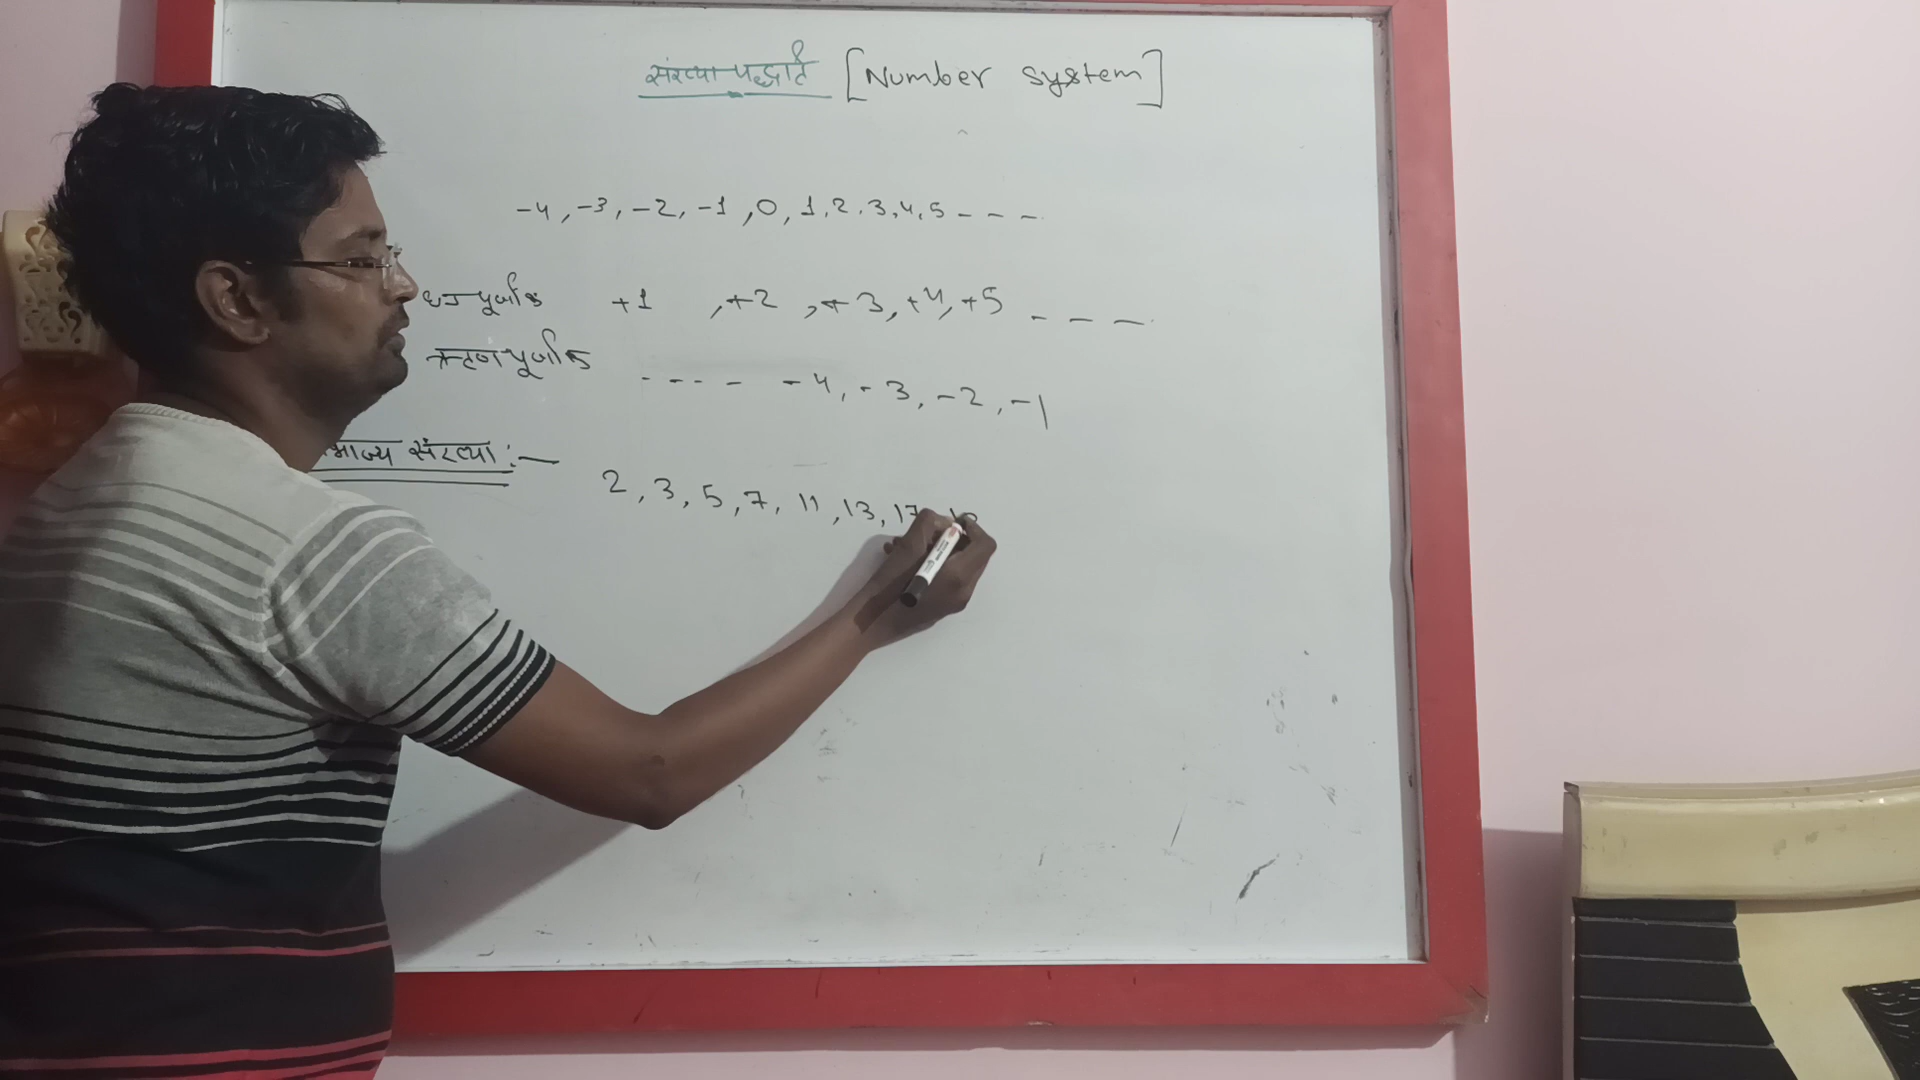 संख्या पद्धति [Number system]
-4, -3, -2, -1, 0, 1, 2, 3, 4, 5 - - -
धन पूर्णांक +1, +2, +3, +4, +5 - - -
ऋण पूर्णांक - - - - -4, -3, -2, -1
भाज्य संख्या :- 2, 3, 5, 7, 11, 13, 17